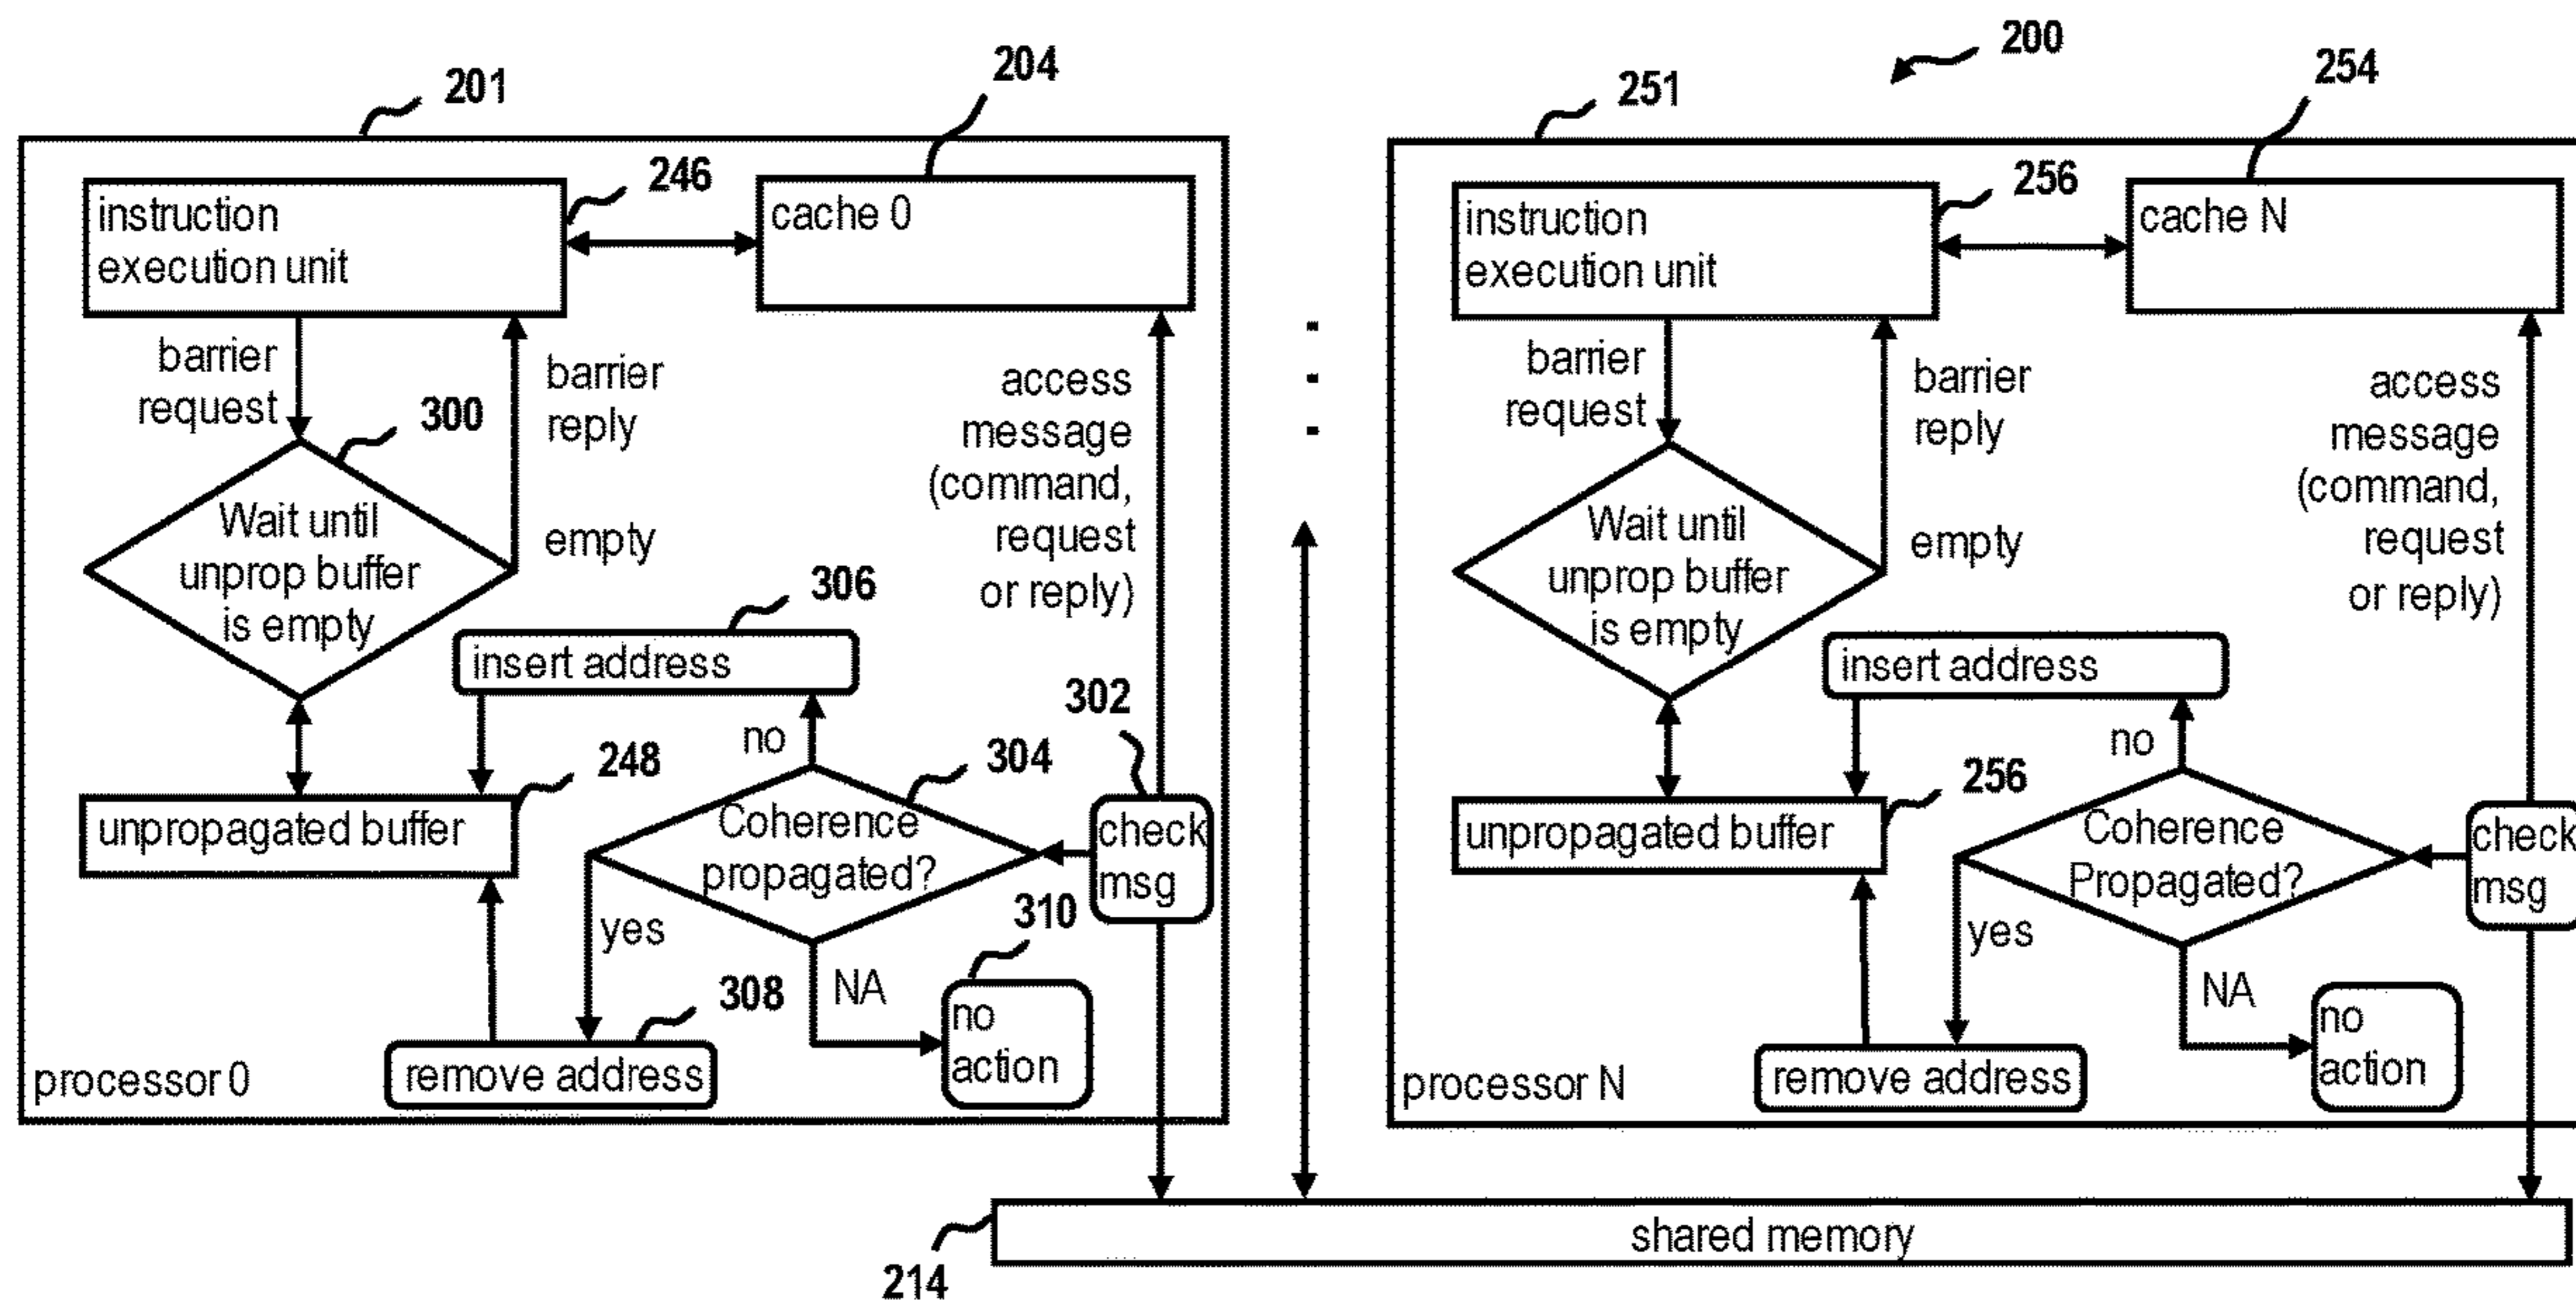 200
201
204
246
instruction
execution unit
cache 0
barrier
request
barrier
reply
300
access
message
(command,
request
or reply)
Wait until
unprop buffer
is empty
empty
306
insert address
302
no
304
248
unpropagated buffer
Coherence
propagated?
check
msg
310
yes
NA
308
no
action
remove address
processor 0
251
254
256
instruction
execution unit
cache N
barrier
request
barrier
reply
access
message
(command,
request
or reply)
Wait until
unprop buffer
is empty
empty
insert address
no
256
unpropagated buffer
Coherence
Propagated?
check
msg
yes
NA
no
action
remove address
processor N
shared memory
214